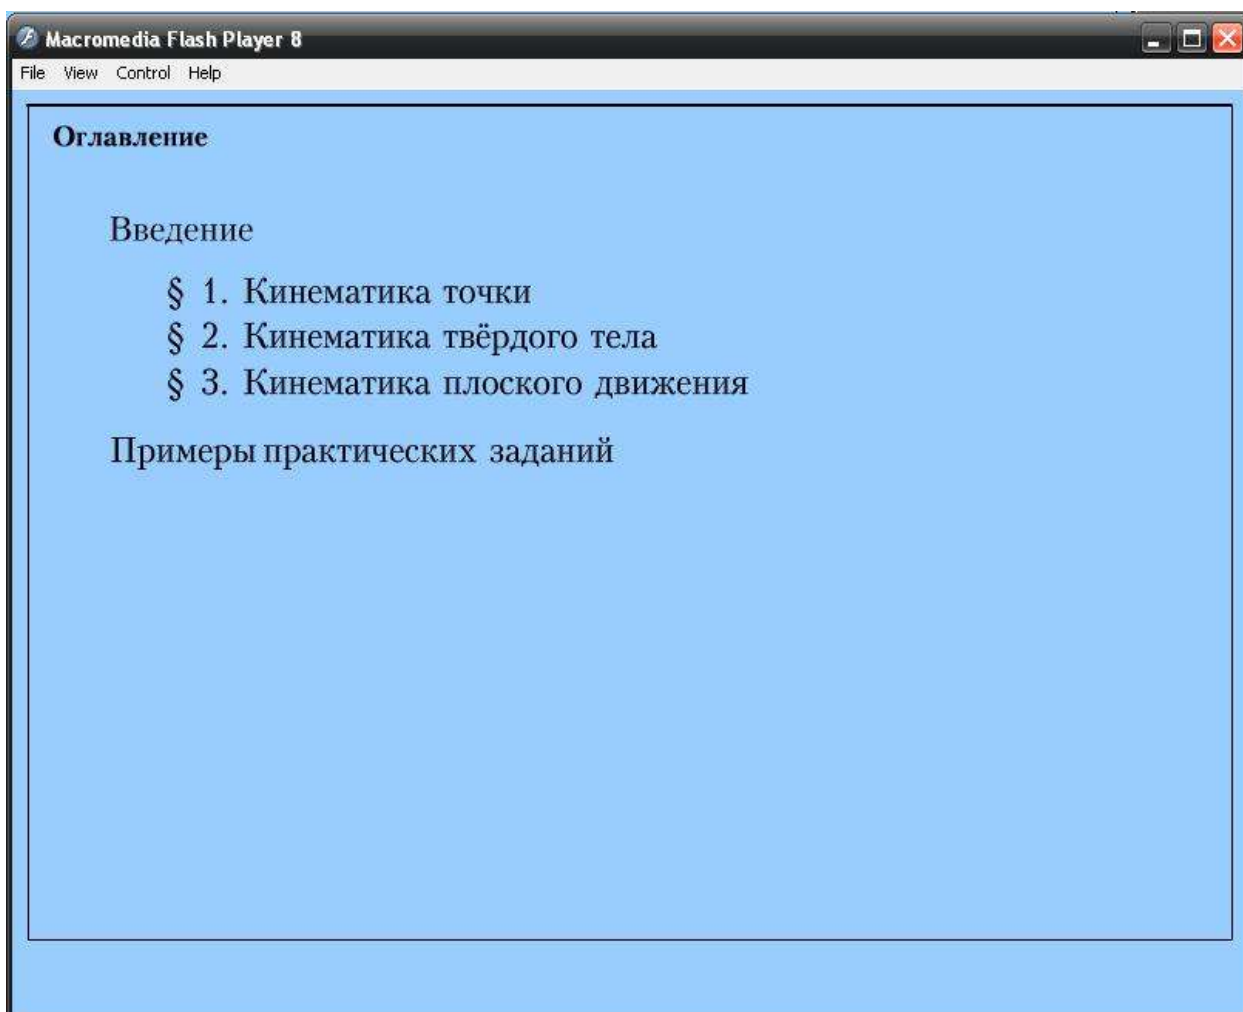 Macromedia Flash Player 8
File View Control Help
Оглавление
Введение
§ 1. Кинематика точки
§ 2. Кинематика твёрдого тела
§ 3. Кинематика плоского движения
Примеры практических заданий